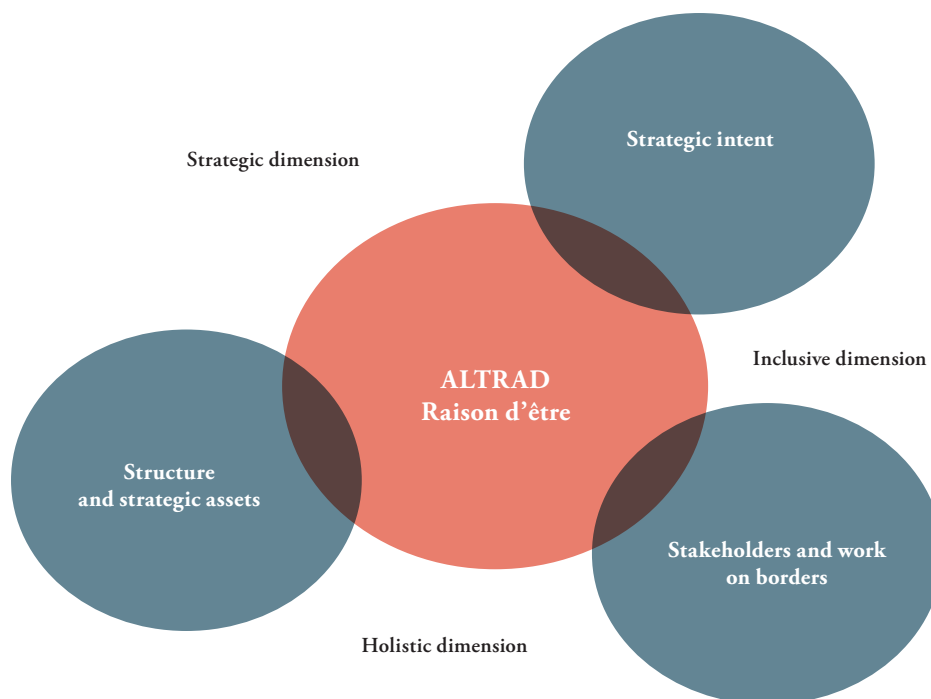 Strategic intent
Strategic dimension
Inclusive dimension
ALTRAD
Raison d’être
Structure
and strategic assets
Stakeholders and work
on borders
Holistic dimension